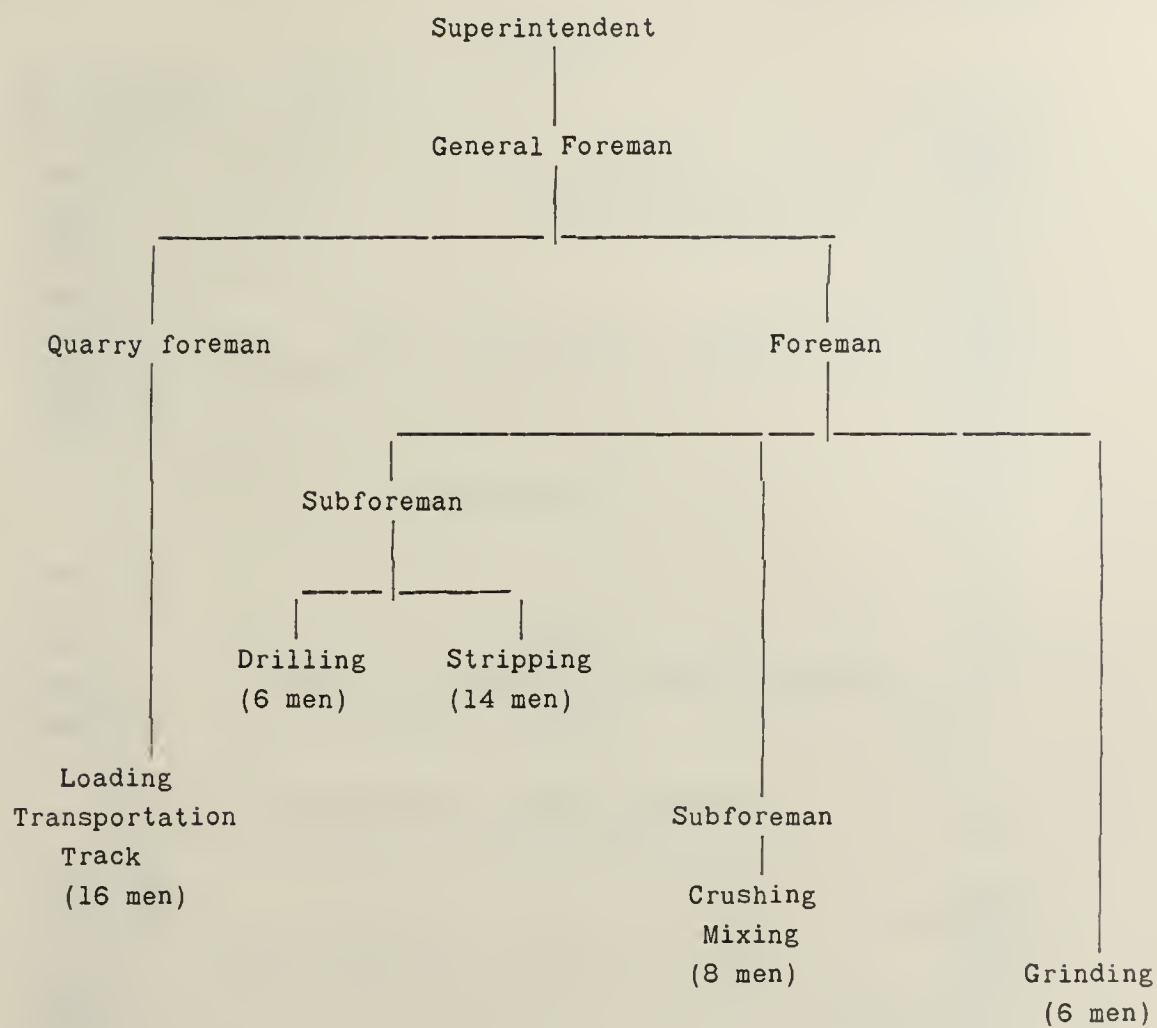 Superintendent
General Foreman
Quarry foreman
Foreman
Subforeman
Drilling
(6 men)
Stripping
(14 men)
Loading
Transportation
Track
(16 men)
Subforeman
Crushing
Mixing
(8 men)
Grinding
(6 men)